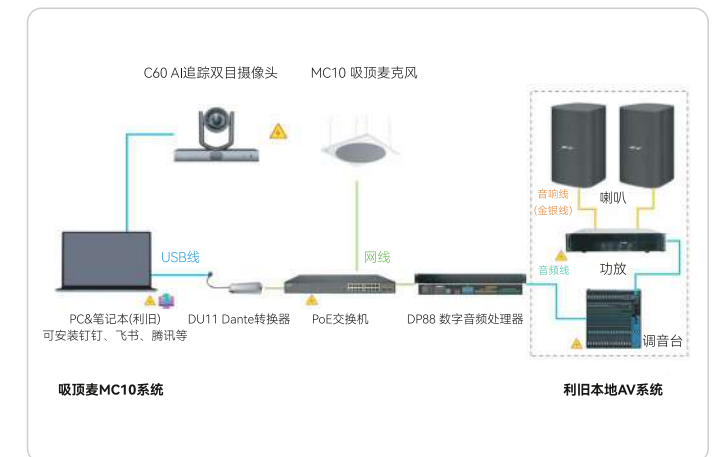 C60 AI追踪双目摄像头
MC10 吸顶麦克风
音响线
(金银线)
喇叭
USB线
网线
音频线
功放
PC&笔记本(利旧)
可安装钉钉、飞书、腾讯等
DU11 Dante转换器
PoE交换机
DP88 数字音频处理器
调音台
吸顶麦MC10系统
利旧本地AV系统